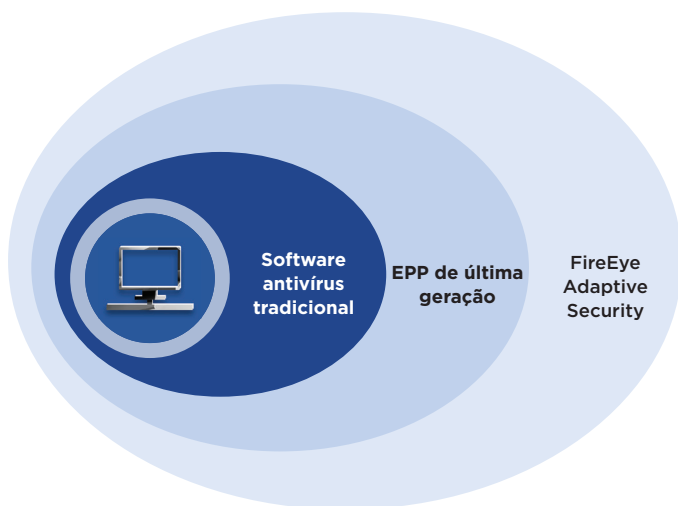 Software
antivírus
tradicional
EPP de última
geração
FireEye
Adaptive
Security